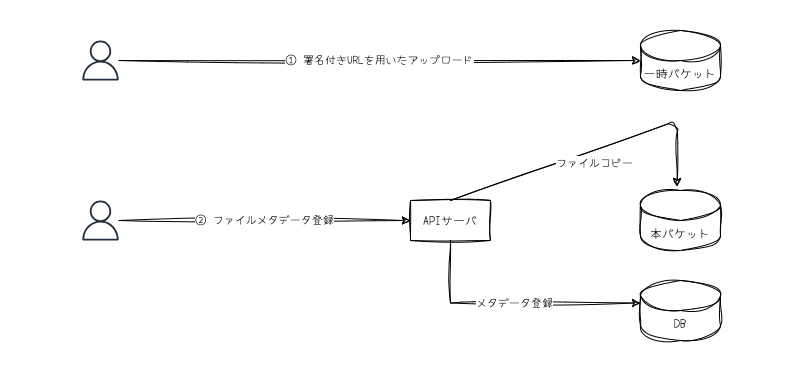 ① 署名付きURLを用いたアップロード
一時バケット
ファイルコピー
② ファイルメタデータ登録
APIサーバ
本バケット
メタデータ登録
DB